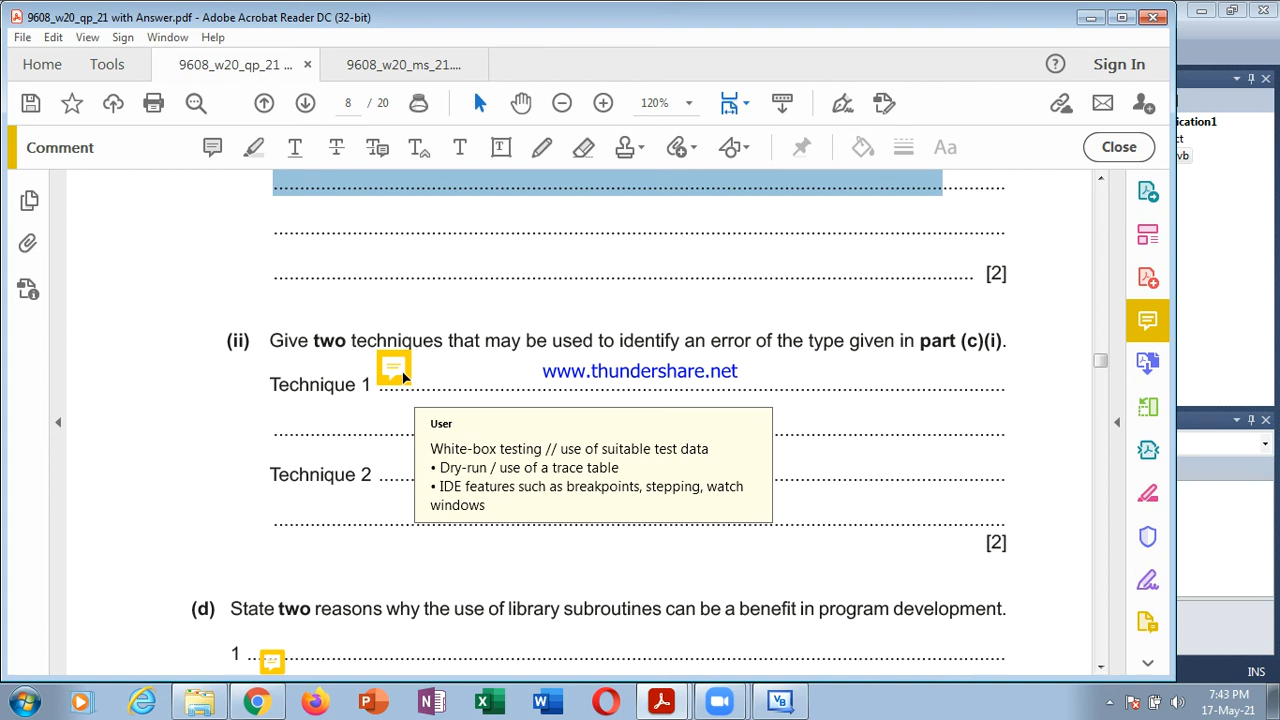 9608_w20_qp_21 with Answer.pdf - Adobe Acrobat Reader DC (32-bit)
File Edit View Sign Window Help
Home Tools 9608_w20_qp_21 ... × 9608_w20_ms_21.... Sign In
8 / 20 120%
Comment Close
ication1
ct
vb
[2]
(ii) Give two techniques that may be used to identify an error of the type given in part (c)(i).
www.thundershare.net
Technique 1
User
White-box testing // use of suitable test data
• Dry-run / use of a trace table
Technique 2
• IDE features such as breakpoints, stepping, watch
windows
[2]
(d) State two reasons why the use of library subroutines can be a benefit in program development.
1
INS
7:43 PM
17-May-21